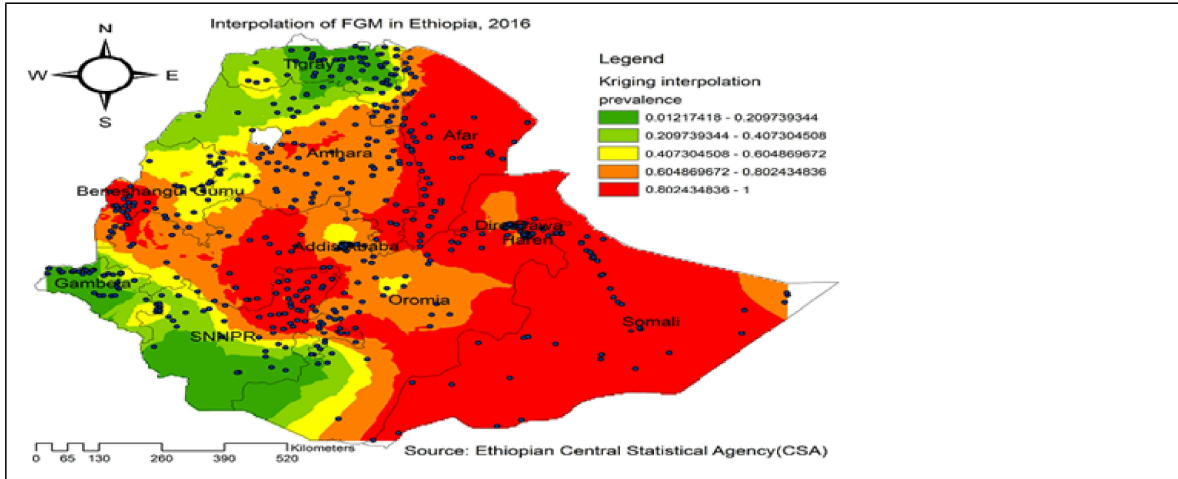 Interpolation of FGM in Ethiopia, 2016
N
W E
S
Legend
Kriging interpolation
prevalence
0.01217418 - 0.209739344
0.209739344 - 0.407304508
0.407304508 - 0.604869672
0.604869672 - 0.802434836
0.802434836 - 1
Tigray
Afar
Amhara
Beneshangul Gumu
Dire Dawa
Hareri
Addis Ababa
Gambela
Oromia
Somali
SNNPR
Kilometers
0 65 130 260 390 520
Source: Ethiopian Central Statistical Agency(CSA)